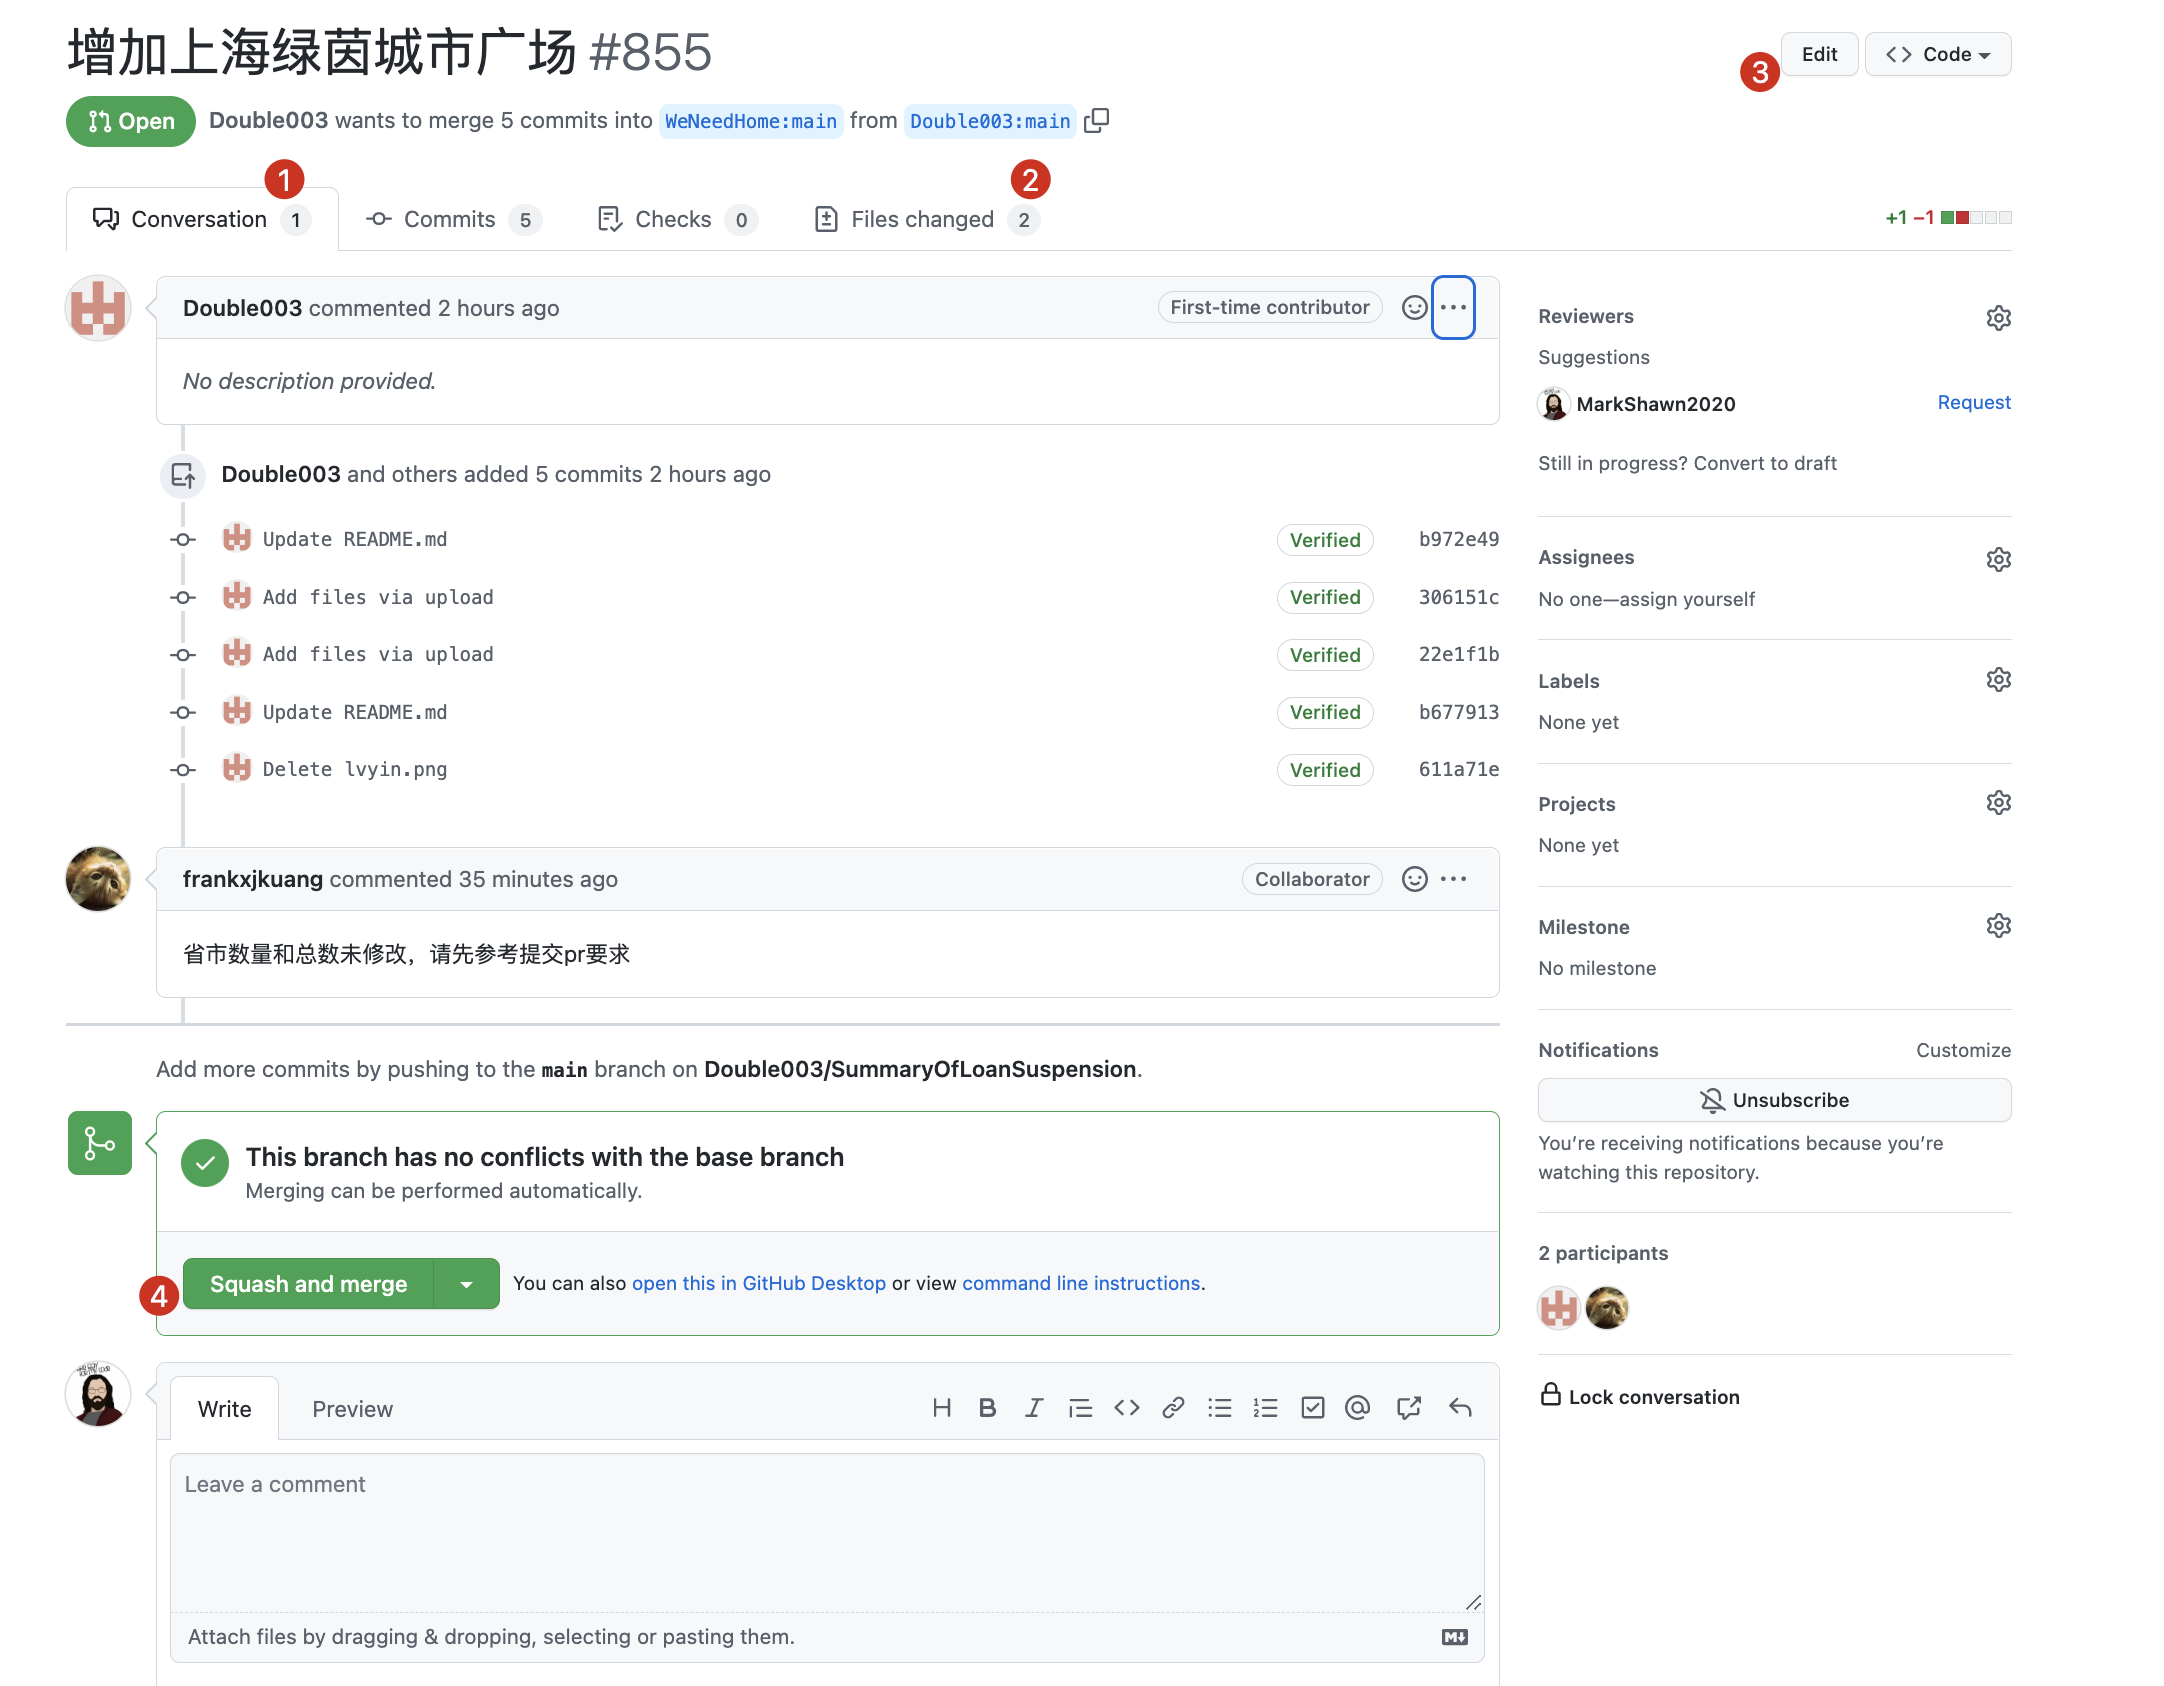 增加上海绿茵城市广场 #855
3
Edit
Code
Open
Double003 wants to merge 5 commits into WeNeedHome:main from Double003:main
1
2
Conversation 1
Commits 5
Checks 0
Files changed 2
+1 −1
Double003 commented 2 hours ago
First-time contributor
No description provided.
Double003 and others added 5 commits 2 hours ago
Update README.md Verified b972e49
Add files via upload Verified 306151c
Add files via upload Verified 22e1f1b
Update README.md Verified b677913
Delete lvyin.png Verified 611a71e
frankxjkuang commented 35 minutes ago
Collaborator
省市数量和总数未修改，请先参考提交pr要求
Add more commits by pushing to the main branch on Double003/SummaryOfLoanSuspension.
This branch has no conflicts with the base branch
Merging can be performed automatically.
4
Squash and merge
You can also open this in GitHub Desktop or view command line instructions.
Write
Preview
Leave a comment
Attach files by dragging & dropping, selecting or pasting them.
Reviewers
Suggestions
MarkShawn2020
Request
Still in progress? Convert to draft
Assignees
No one—assign yourself
Labels
None yet
Projects
None yet
Milestone
No milestone
Notifications
Customize
Unsubscribe
You’re receiving notifications because you’re
watching this repository.
2 participants
Lock conversation